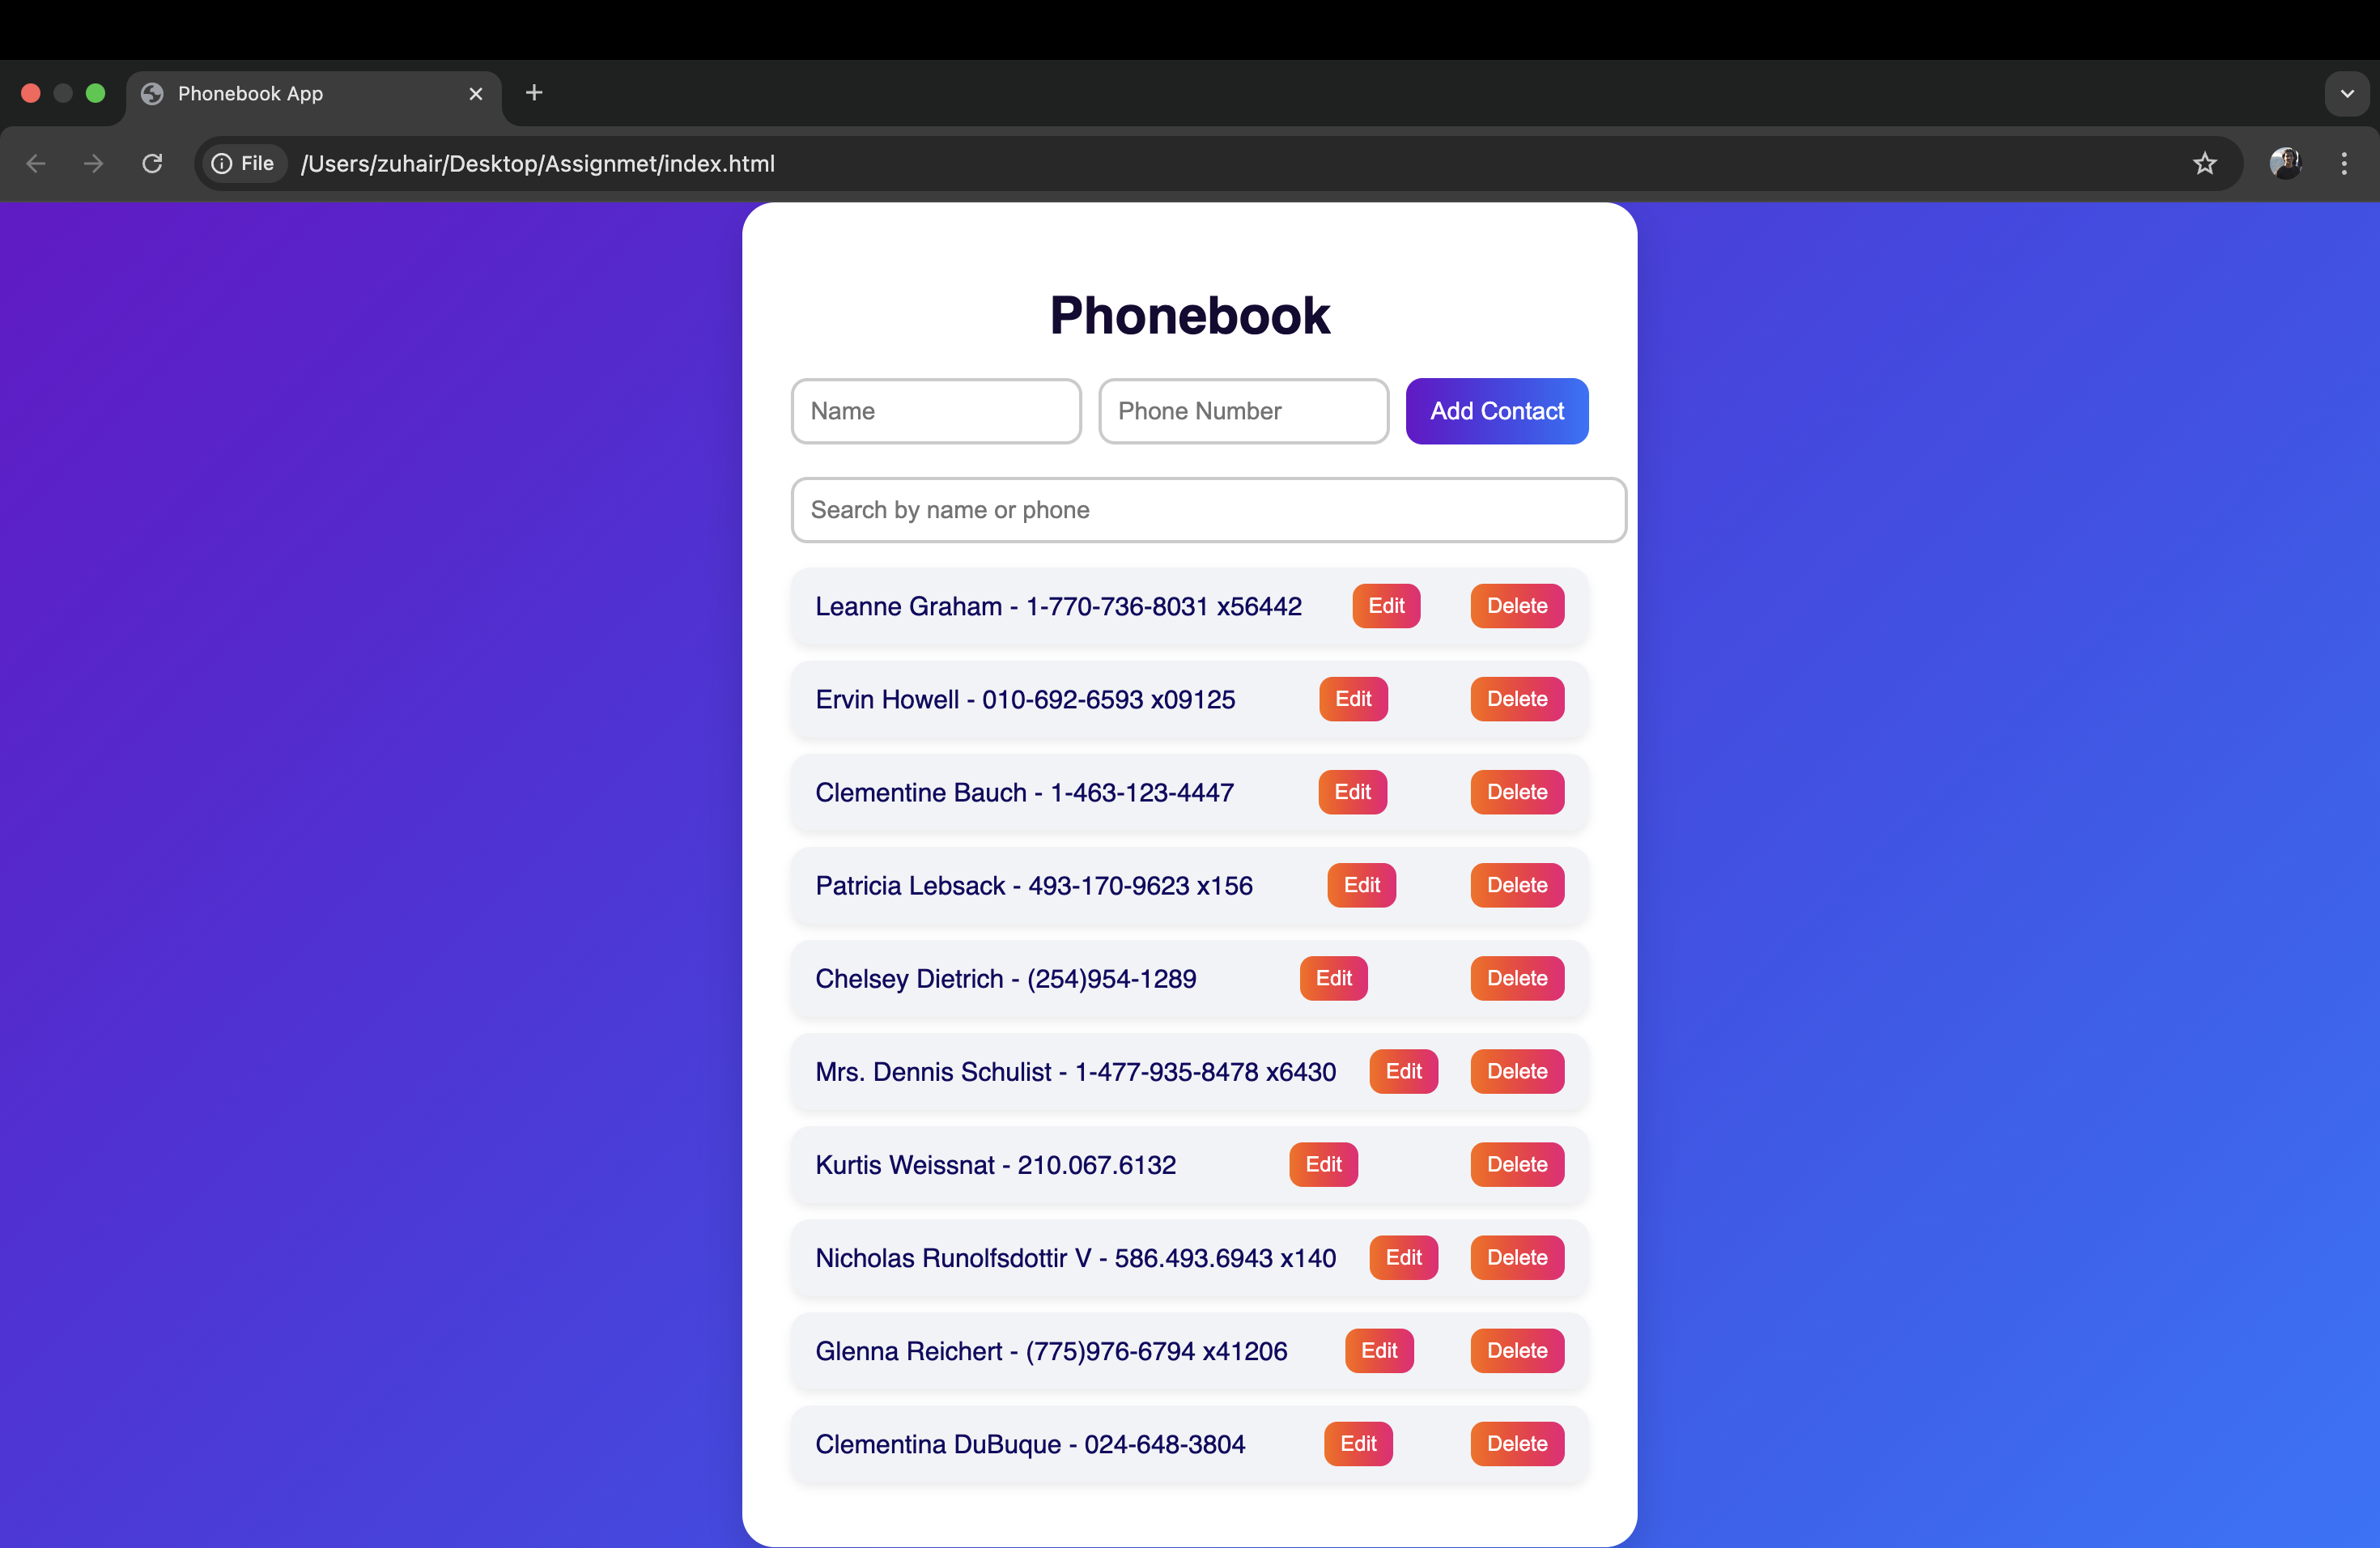 Phonebook App
File /Users/zuhair/Desktop/Assignmet/index.html
Phonebook
Name Phone Number Add Contact
Search by name or phone
Leanne Graham - 1-770-736-8031 x56442 Edit Delete
Ervin Howell - 010-692-6593 x09125 Edit Delete
Clementine Bauch - 1-463-123-4447 Edit Delete
Patricia Lebsack - 493-170-9623 x156 Edit Delete
Chelsey Dietrich - (254)954-1289 Edit Delete
Mrs. Dennis Schulist - 1-477-935-8478 x6430 Edit Delete
Kurtis Weissnat - 210.067.6132 Edit Delete
Nicholas Runolfsdottir V - 586.493.6943 x140 Edit Delete
Glenna Reichert - (775)976-6794 x41206 Edit Delete
Clementina DuBuque - 024-648-3804 Edit Delete